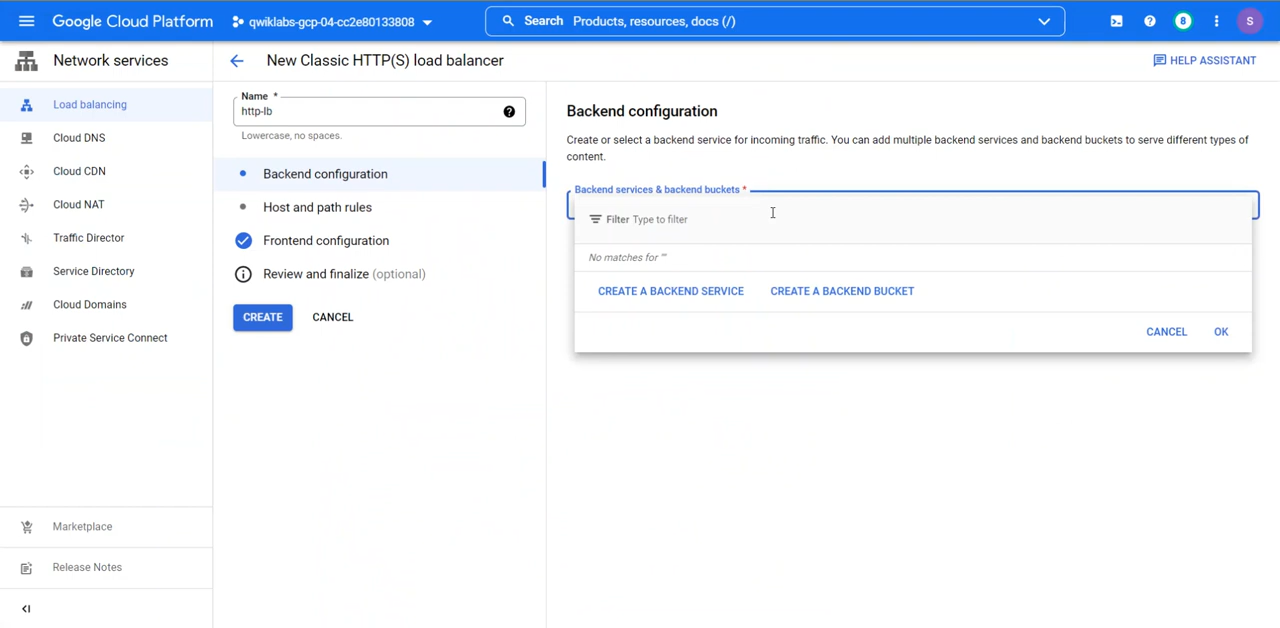 Google Cloud Platform
qwiklabs-gcp-04-cc2e80133808
Search Products, resources, docs (/)
8
S
Network services
New Classic HTTP(S) load balancer
HELP ASSISTANT
Load balancing
Cloud DNS
Cloud CDN
Cloud NAT
Traffic Director
Service Directory
Cloud Domains
Private Service Connect
Marketplace
Release Notes
Name *
http-lb
Lowercase, no spaces.
Backend configuration
Host and path rules
Frontend configuration
Review and finalize (optional)
CREATE
CANCEL
Backend configuration
Create or select a backend service for incoming traffic. You can add multiple backend services and backend buckets to serve different types of
content.
Backend services & backend buckets *
Filter Type to filter
No matches for ""
CREATE A BACKEND SERVICE
CREATE A BACKEND BUCKET
CANCEL
OK